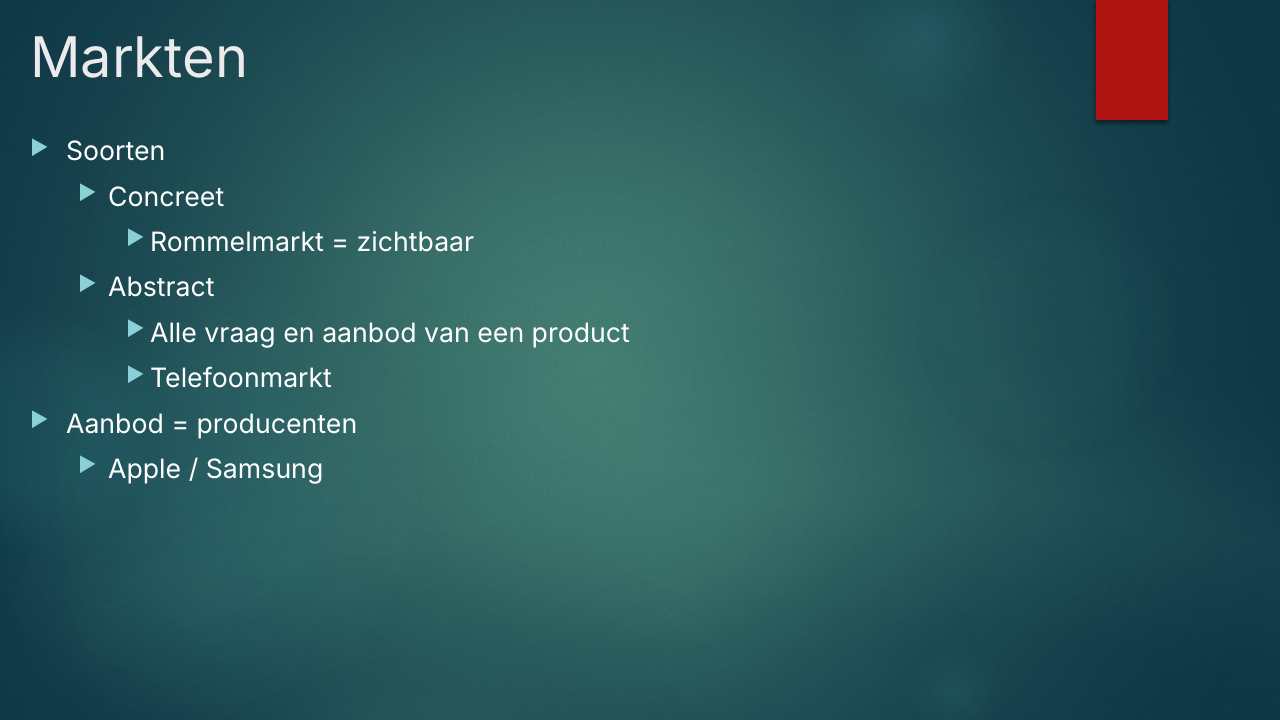 Markten
Soorten
Concreet
Rommelmarkt = zichtbaar
Abstract
Alle vraag en aanbod van een product
Telefoonmarkt
Aanbod = producenten
Apple / Samsung